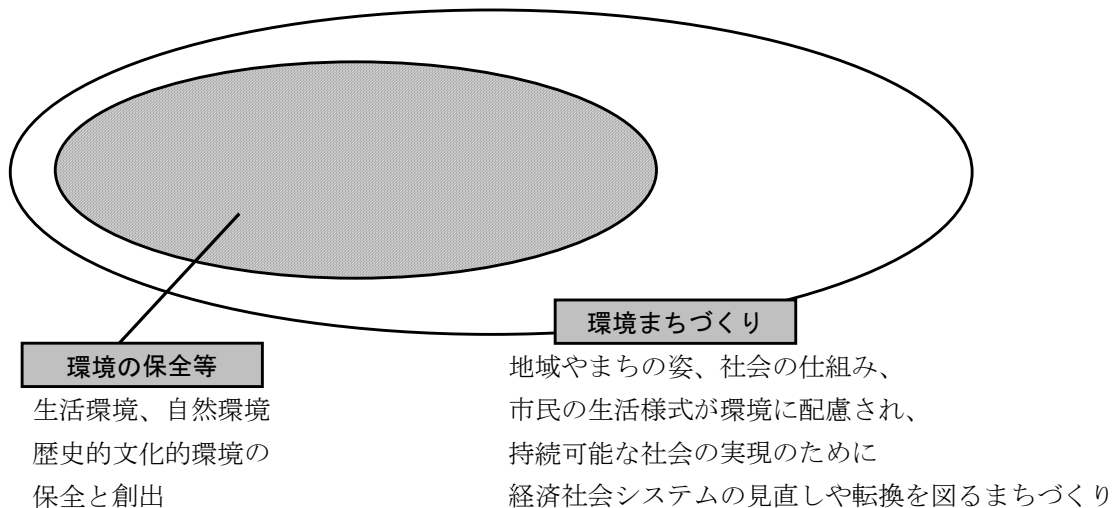 環境まちづくり
地域やまちの姿、社会の仕組み、
市民の生活様式が環境に配慮され、
持続可能な社会の実現のために
経済社会システムの見直しや転換を図るまちづくり
環境の保全等
生活環境、自然環境
歴史的文化的環境の
保全と創出